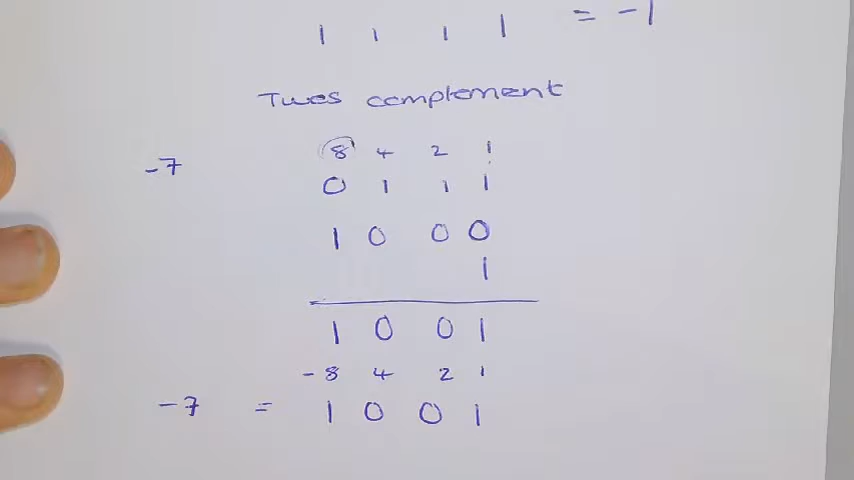 1 1 1 1 = -1
Twos complement
8 4 2 1
-7 0 1 1 1
1 0 0 0
1
1 0 0 1
-8 4 2 1
-7 = 1 0 0 1